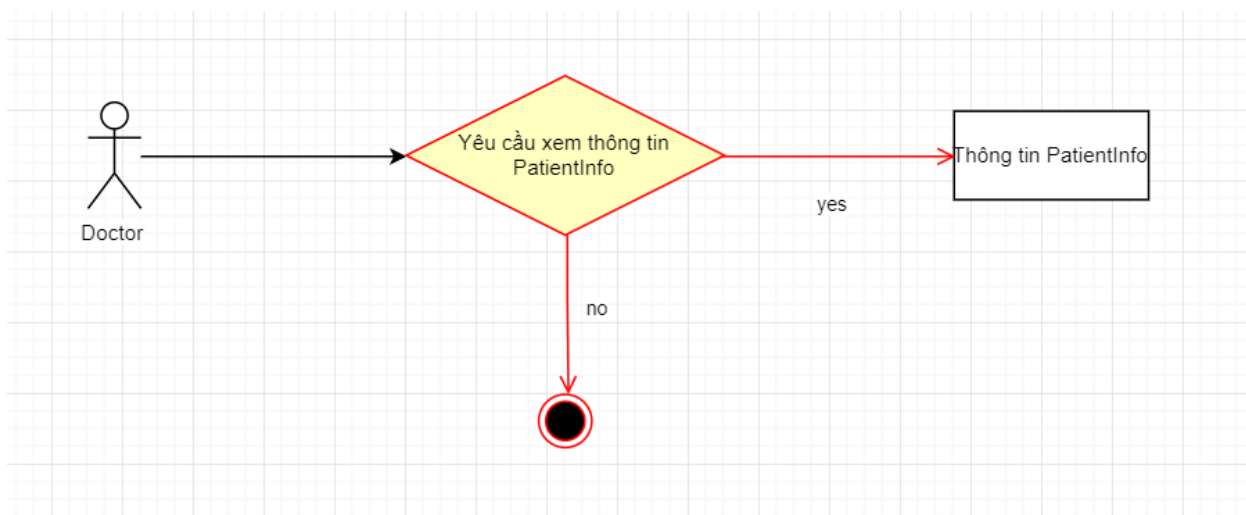 Yêu cầu xem thông tin
PatientInfo
Thông tin PatientInfo
yes
Doctor
no